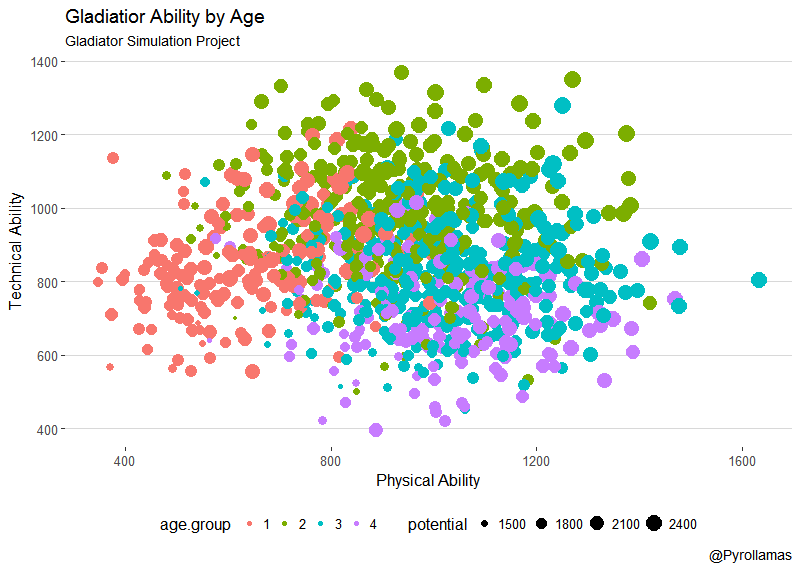 Gladiatior Ability by Age
Gladiator Simulation Project
Technical Ability
1400
1200
1000
800
600
400
400 800 1200 1600
Physical Ability
age.group 1 2 3 4 potential 1500 1800 2100 2400
@Pyrollamas